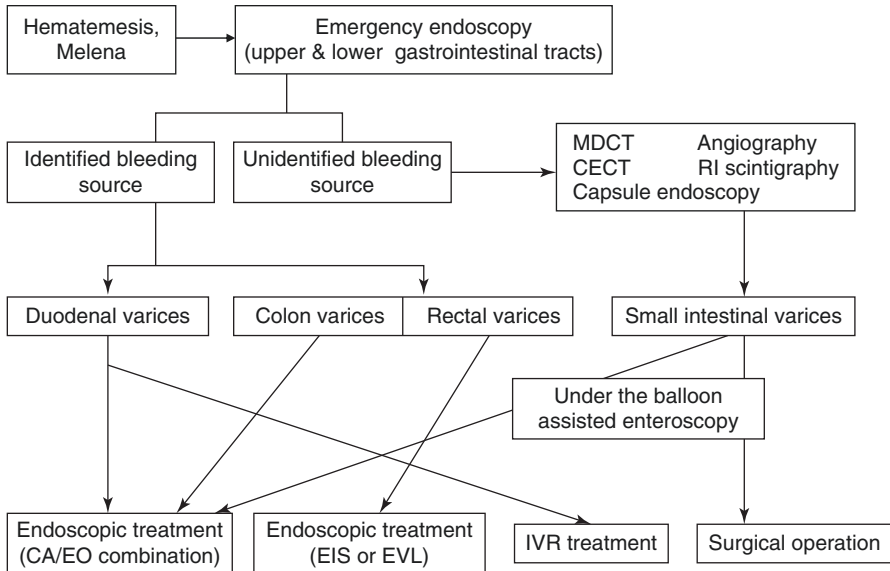 Hematemesis,
Melena
Emergency endoscopy
(upper & lower gastrointestinal tracts)
Identified bleeding
source
Unidentified bleeding
source
MDCT Angiography
CECT RI scintigraphy
Capsule endoscopy
Duodenal varices
Colon varices
Rectal varices
Small intestinal varices
Under the balloon
assisted enteroscopy
Endoscopic treatment
(CA/EO combination)
Endoscopic treatment
(EIS or EVL)
IVR treatment
Surgical operation